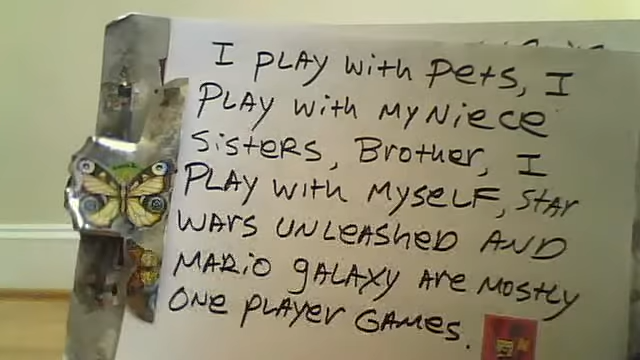 I PLAY with Pets, I
PLAY with MY Niece
SisteRS, Brother, I
PLAY with MYSELF, STAR
WARS UNLEASHED AND
MARiO gALAXY ARE MOSTLY
ONE PLAYER GAMES.